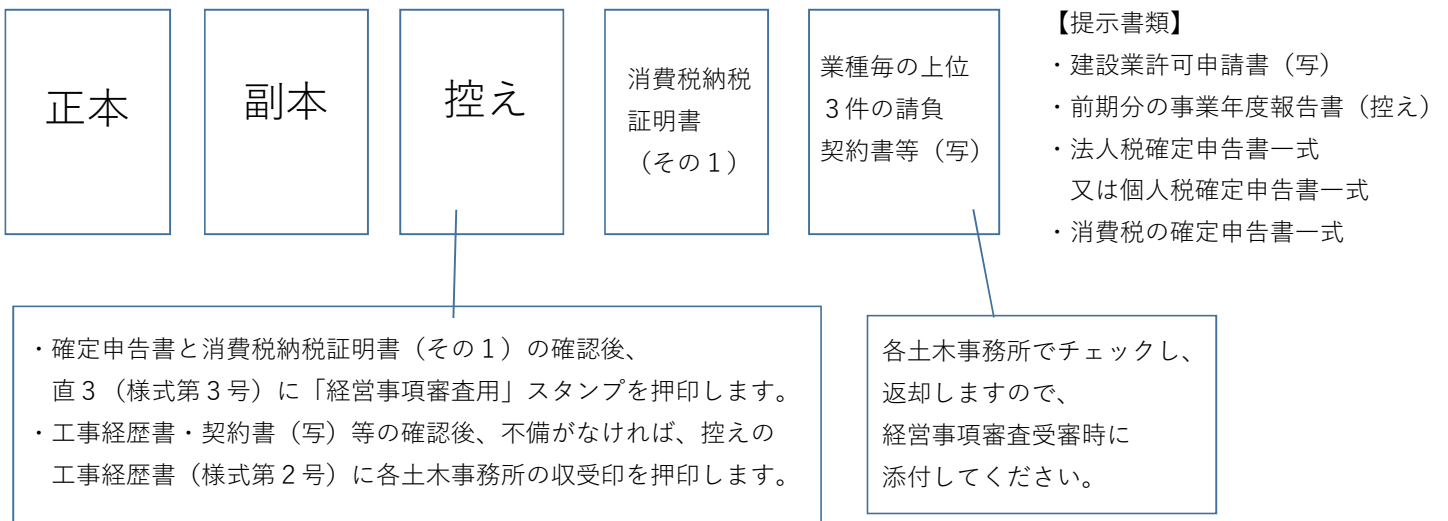 正本
副本
控え
消費税納税
証明書
（その１）
業種毎の上位
３件の請負
契約書等（写）
【提示書類】
・建設業許可申請書（写）
・前期分の事業年度報告書（控え）
・法人税確定申告書一式
又は個人税確定申告書一式
・消費税の確定申告書一式
・確定申告書と消費税納税証明書（その１）の確認後、
直３（様式第３号）に「経営事項審査用」スタンプを押印します。
・工事経歴書・契約書（写）等の確認後、不備がなければ、控えの
工事経歴書（様式第２号）に各土木事務所の収受印を押印します。
各土木事務所でチェックし、
返却しますので、
経営事項審査受審時に
添付してください。